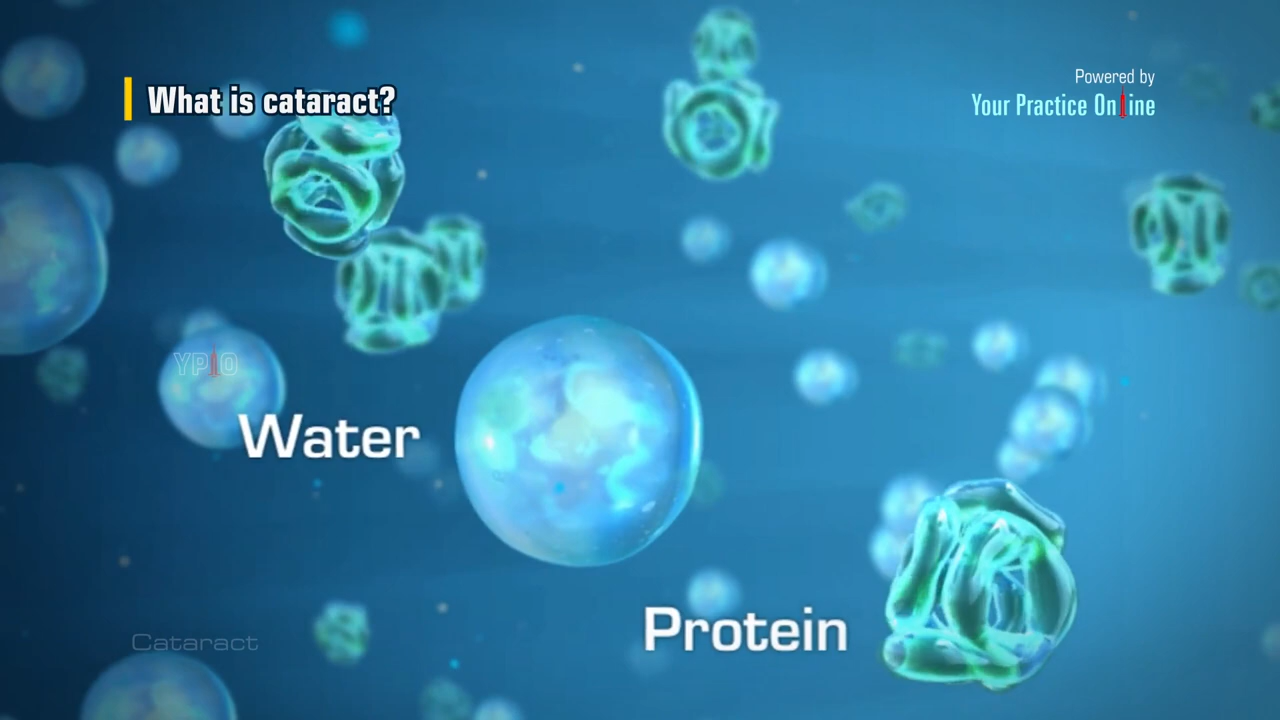 What is cataract?
Powered by
Your Practice Online
YPO
Water
Protein
Cataract